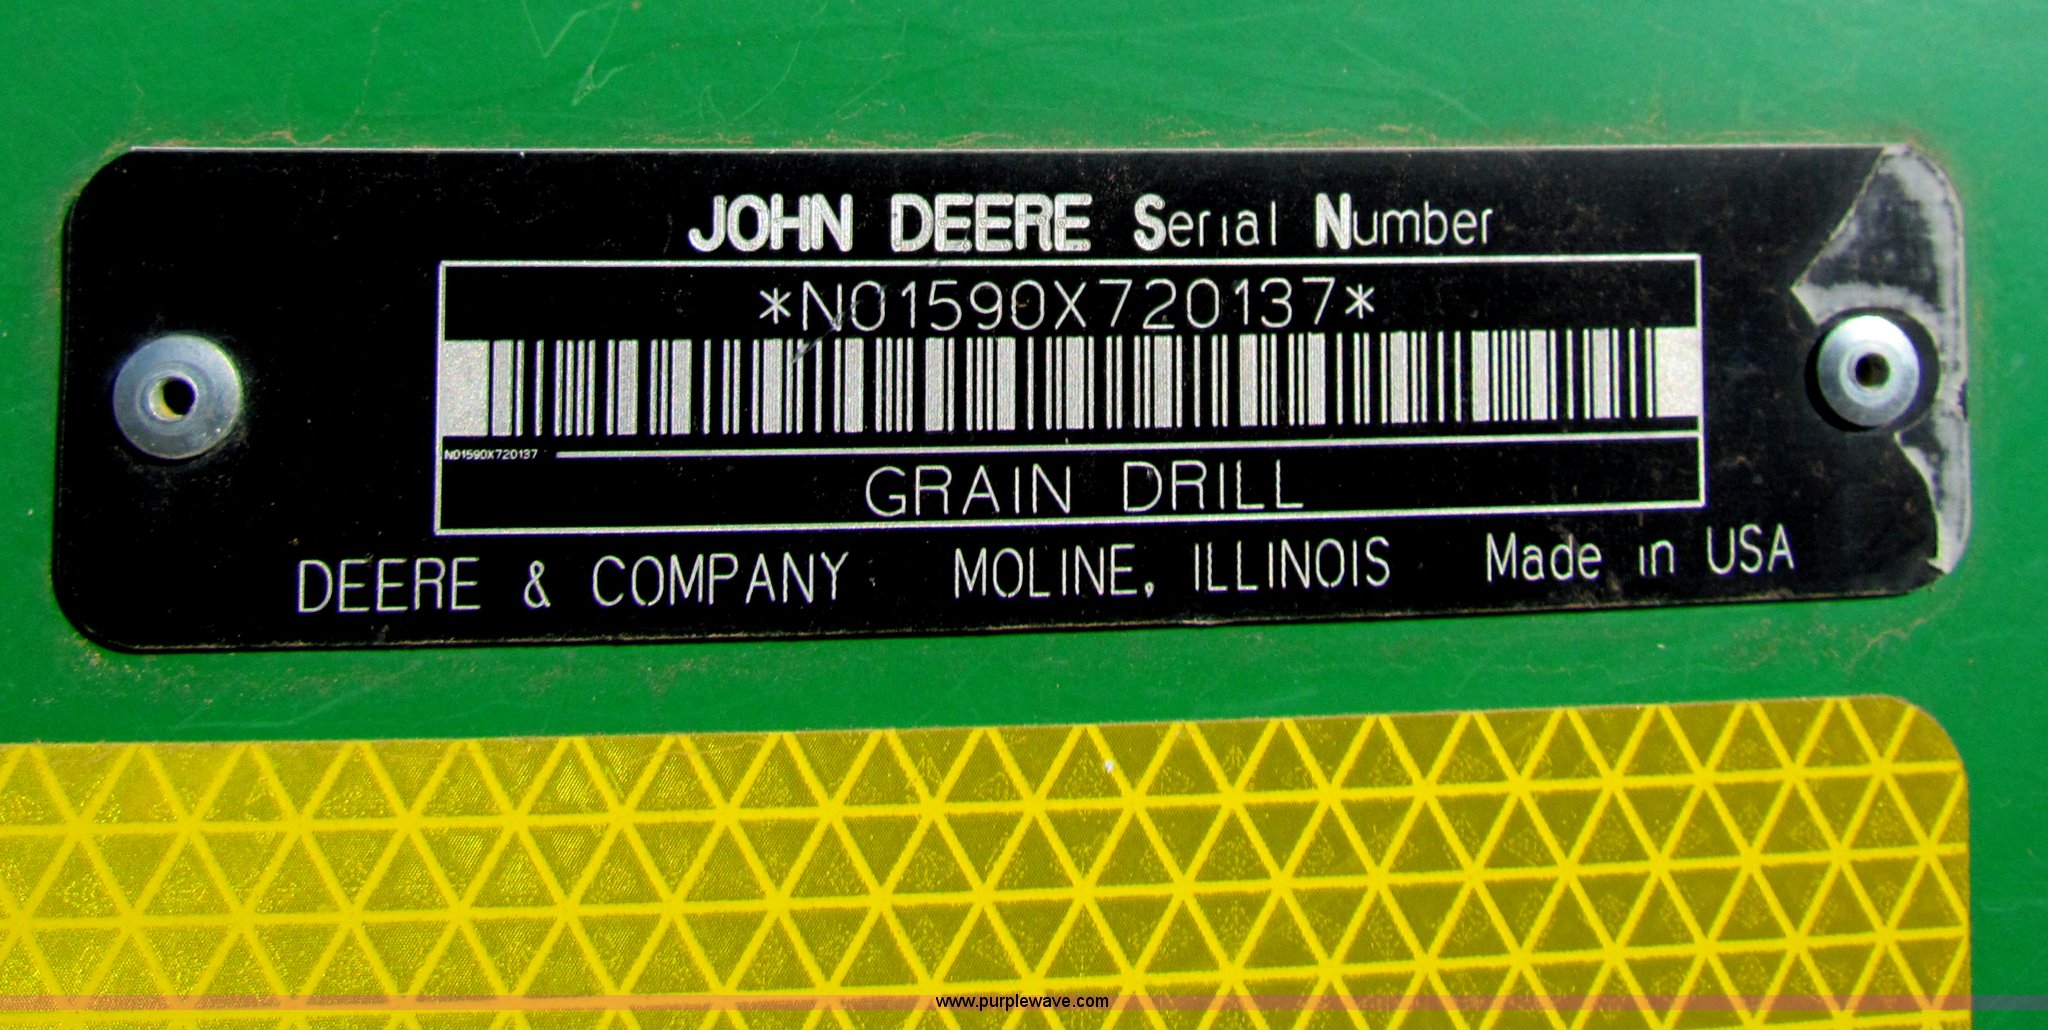 JOHN DEERE Serial Number
*N01590X720137*
N01590X720137
GRAIN DRILL
DEERE & COMPANY MOLINE, ILLINOIS Made in USA
www.purplewave.com